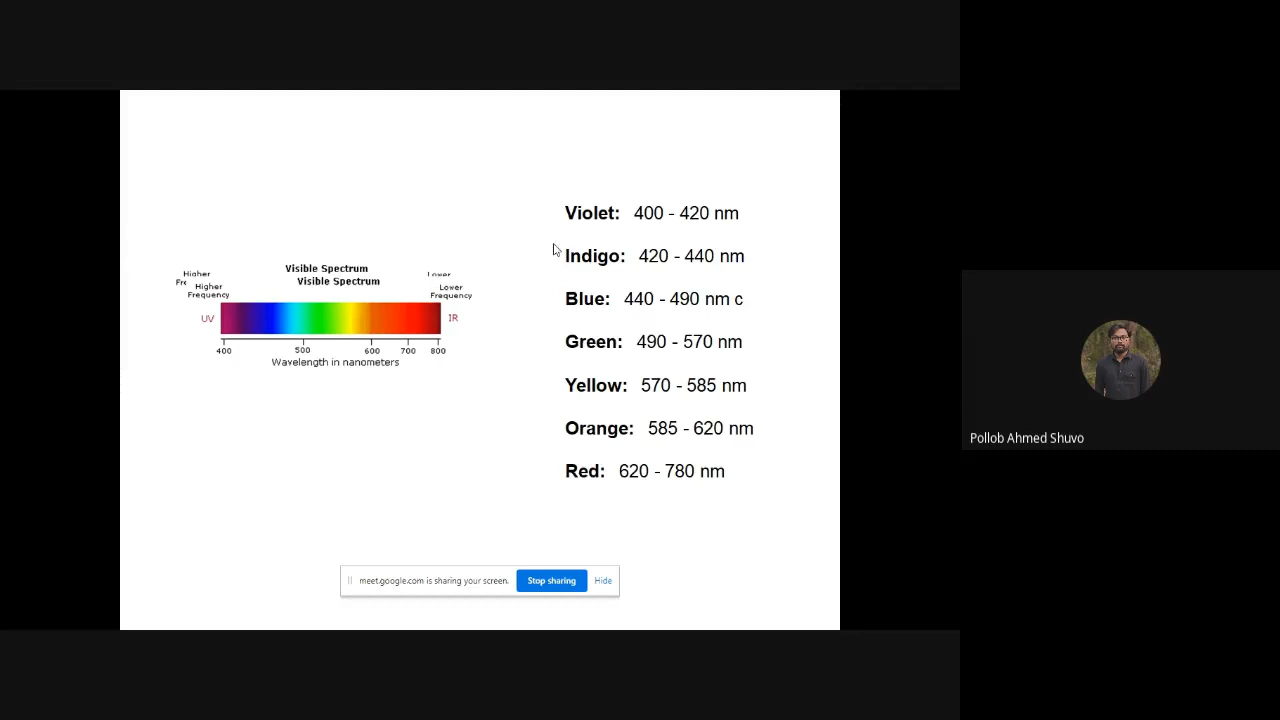 Higher
Visible Spectrum
Lower
Higher
Frequency
Visible Spectrum
Lower
Frequency
UV
IR
400 500 600 700 800
Wavelength in nanometers
Violet: 400 - 420 nm
Indigo: 420 - 440 nm
Blue: 440 - 490 nm c
Green: 490 - 570 nm
Yellow: 570 - 585 nm
Orange: 585 - 620 nm
Red: 620 - 780 nm
meet.google.com is sharing your screen.
Stop sharing
Hide
Pollob Ahmed Shuvo